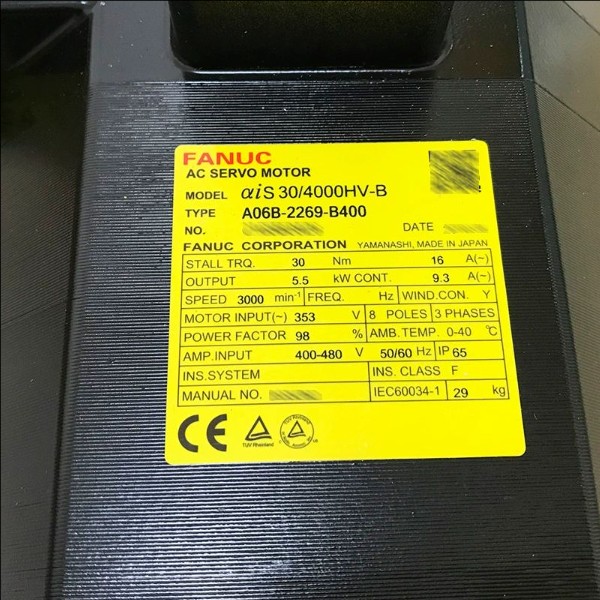 FANUC
AC SERVO MOTOR
MODEL αiS 30/4000HV-B
TYPE A06B-2269-B400
NO. DATE
FANUC CORPORATION YAMANASHI, MADE IN JAPAN
STALL TRQ. 30 Nm 16 A(~)
OUTPUT 5.5 kW CONT. 9.3 A(~)
SPEED 3000 min-1 FREQ. Hz WIND.CON. Y
MOTOR INPUT(~) 353 V 8 POLES 3 PHASES
POWER FACTOR 98 % AMB.TEMP. 0-40 ℃
AMP.INPUT 400-480 V 50/60 Hz IP 65
INS.SYSTEM INS. CLASS F
MANUAL NO. IEC60034-1 29 kg
CE
TUV Rheinland